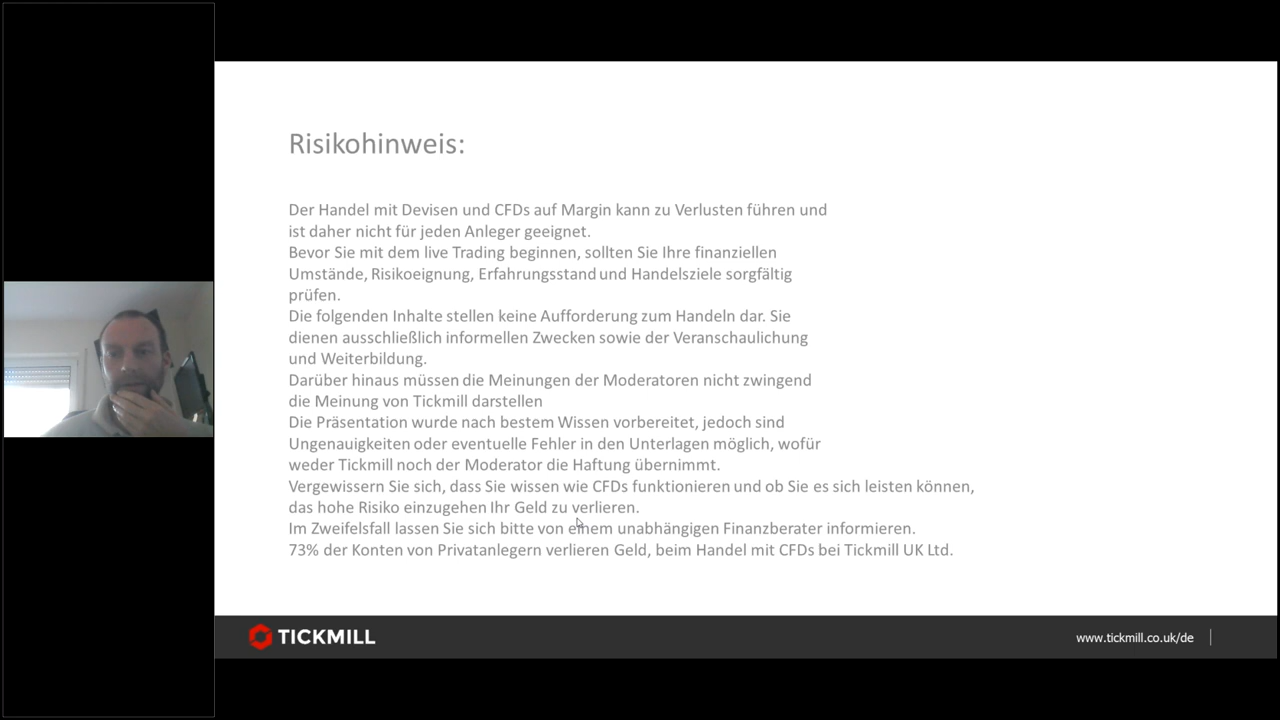 Risikohinweis:
Der Handel mit Devisen und CFDs auf Margin kann zu Verlusten führen und
ist daher nicht für jeden Anleger geeignet.
Bevor Sie mit dem live Trading beginnen, sollten Sie Ihre finanziellen
Umstände, Risikoeignung, Erfahrungsstand und Handelsziele sorgfältig
prüfen.
Die folgenden Inhalte stellen keine Aufforderung zum Handeln dar. Sie
dienen ausschließlich informellen Zwecken sowie der Veranschaulichung
und Weiterbildung.
Darüber hinaus müssen die Meinungen der Moderatoren nicht zwingend
die Meinung von Tickmill darstellen
Die Präsentation wurde nach bestem Wissen vorbereitet, jedoch sind
Ungenauigkeiten oder eventuelle Fehler in den Unterlagen möglich, wofür
weder Tickmill noch der Moderator die Haftung übernimmt.
Vergewissern Sie sich, dass Sie wissen wie CFDs funktionieren und ob Sie es sich leisten können,
das hohe Risiko einzugehen Ihr Geld zu verlieren.
Im Zweifelsfall lassen Sie sich bitte von einem unabhängigen Finanzberater informieren.
73% der Konten von Privatanlegern verlieren Geld, beim Handel mit CFDs bei Tickmill UK Ltd.
TICKMILL
www.tickmill.co.uk/de